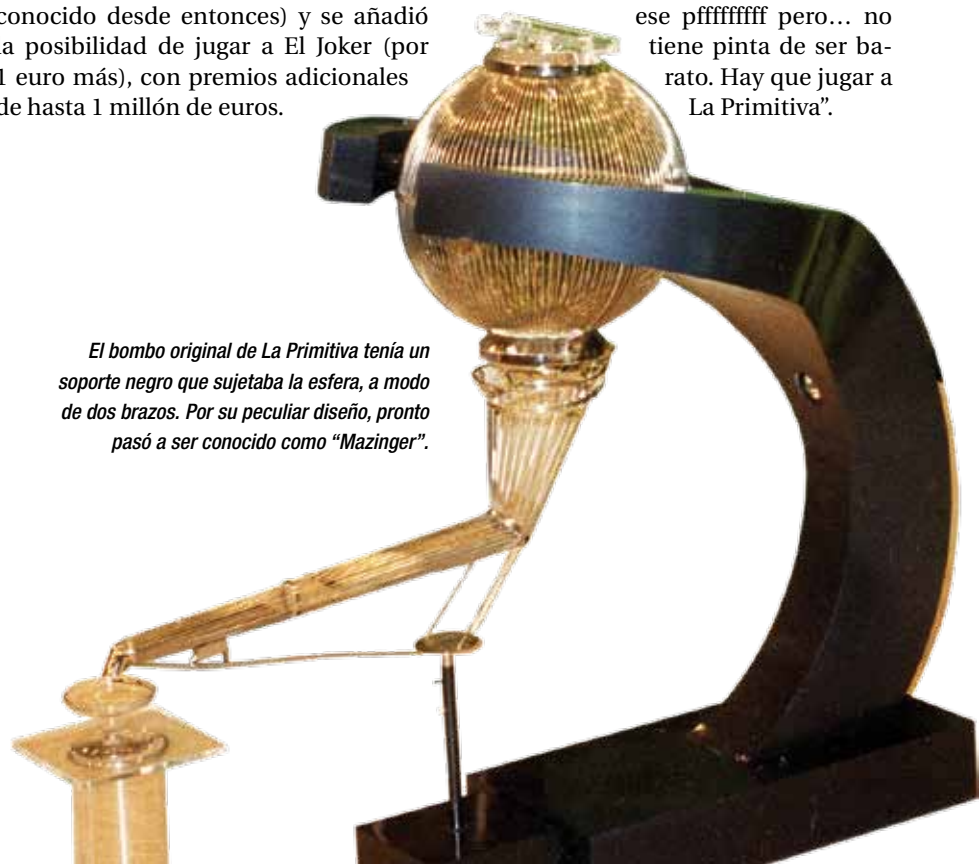 conocido desde entonces) y se añadió
la posibilidad de jugar a El Joker (por
1 euro más), con premios adicionales
de hasta 1 millón de euros.
ese pfffffffff pero… no
tiene pinta de ser ba-
rato. Hay que jugar a
La Primitiva”.
El bombo original de La Primitiva tenía un
soporte negro que sujetaba la esfera, a modo
de dos brazos. Por su peculiar diseño, pronto
pasó a ser conocido como “Mazinger”.